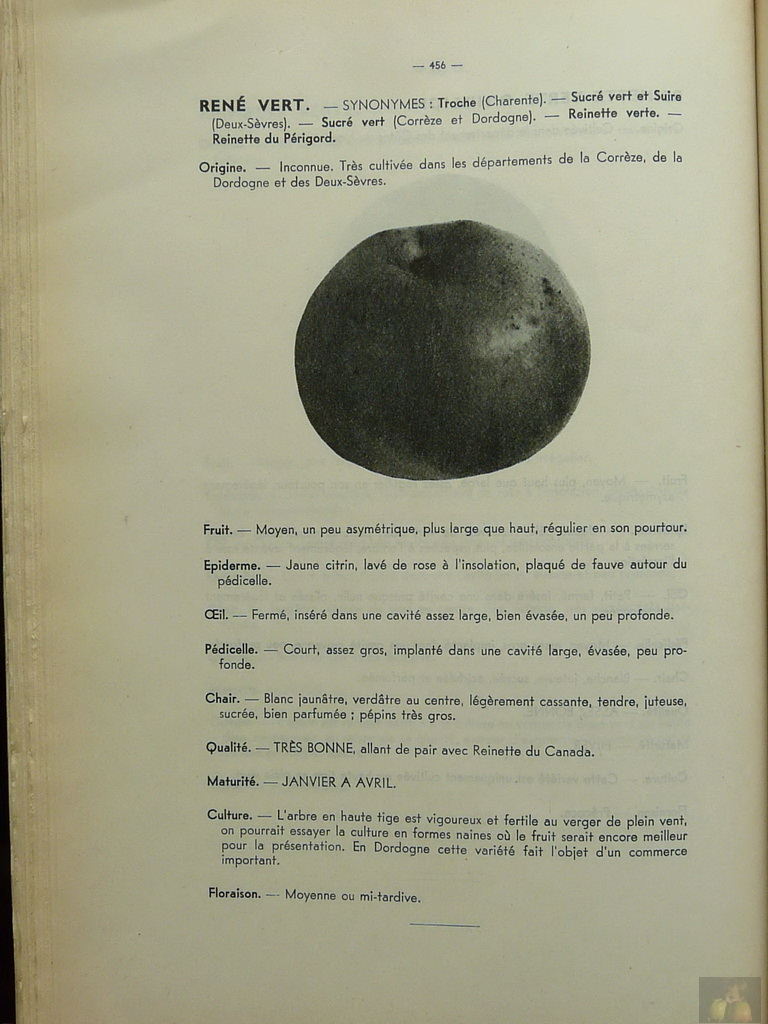 — 456 —
RENÉ VERT. — SYNONYMES : Troche (Charente). — Sucré vert et Suire
(Deux-Sèvres). — Sucré vert (Corrèze et Dordogne). — Reinette verte. —
Reinette du Périgord.
Origine. — Inconnue. Très cultivée dans les départements de la Corrèze, de la
Dordogne et des Deux-Sèvres.
Fruit. — Moyen, un peu asymétrique, plus large que haut, régulier en son pourtour.
Epiderme. — Jaune citrin, lavé de rose à l'insolation, plaqué de fauve autour du
pédicelle.
Œil. — Fermé, inséré dans une cavité assez large, bien évasée, un peu profonde.
Pédicelle. — Court, assez gros, implanté dans une cavité large, évasée, peu pro-
fonde.
Chair. — Blanc jaunâtre, verdâtre au centre, légèrement cassante, tendre, juteuse,
sucrée, bien parfumée ; pépins très gros.
Qualité. — TRÈS BONNE, allant de pair avec Reinette du Canada.
Maturité. — JANVIER A AVRIL.
Culture. — L'arbre en haute tige est vigoureux et fertile au verger de plein vent,
on pourrait essayer la culture en formes naines où le fruit serait encore meilleur
pour la présentation. En Dordogne cette variété fait l'objet d'un commerce
important.
Floraison. — Moyenne ou mi-tardive.